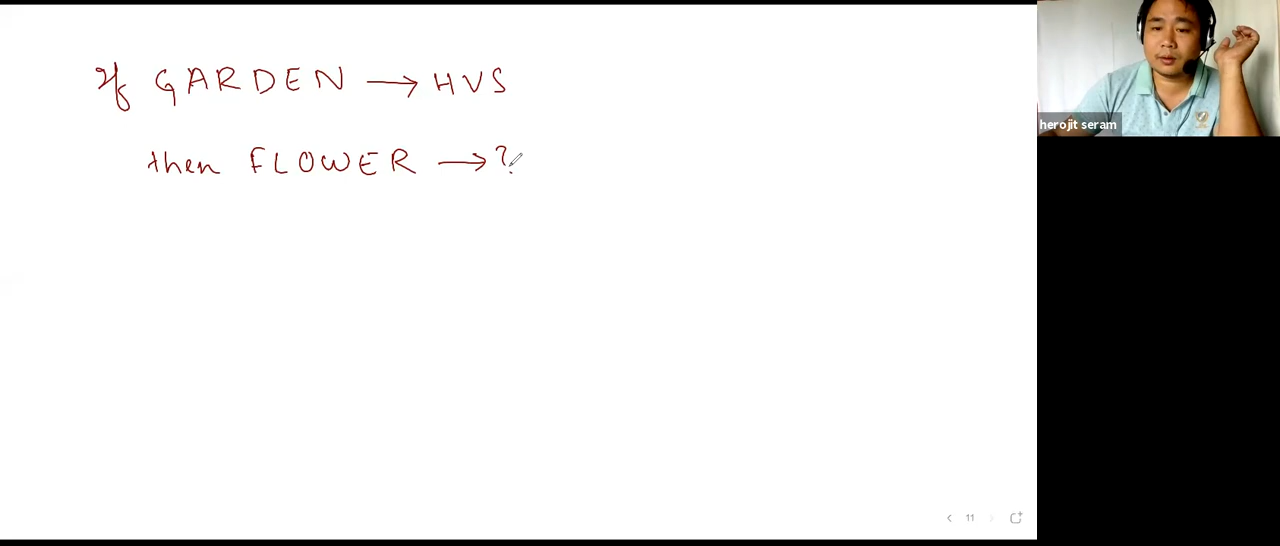 If GARDEN → HVS
then FLOWER → ?
herojit seram
11